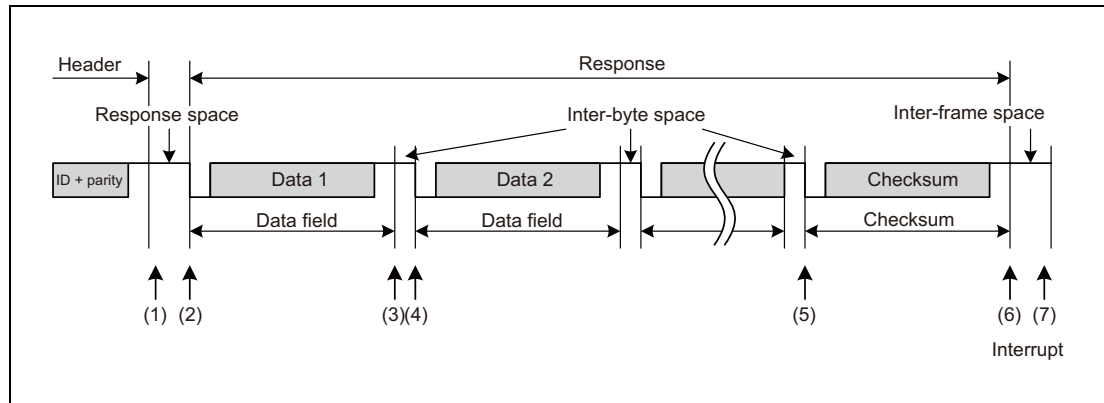 Header
Response
Response space
Inter-byte space
Inter-frame space
ID + parity
Data 1
Data 2
Checksum
Data field
Data field
Checksum
(1)
(2)
(3)
(4)
(5)
(6)
(7)
Interrupt